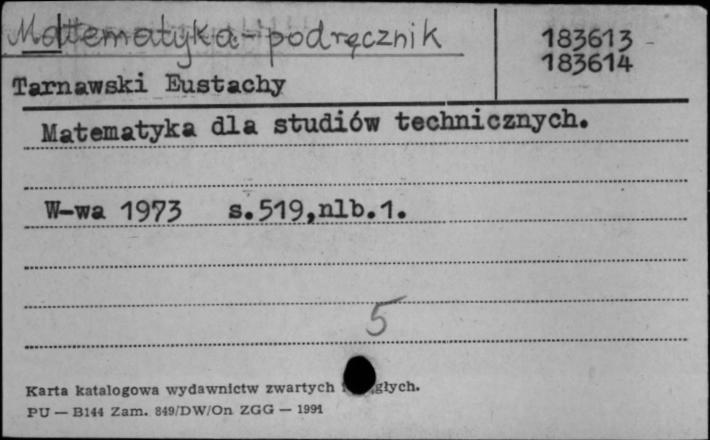 Matematyka - podręcznik
183613
183614
Tarnawski Eustachy
Matematyka dla studiów technicznych.
W-wa 1973 s.519,nlb.1.
5
Karta katalogowa wydawnictw zwartych
PU — B144 Zam. 849/DW/On ZGG — 1991